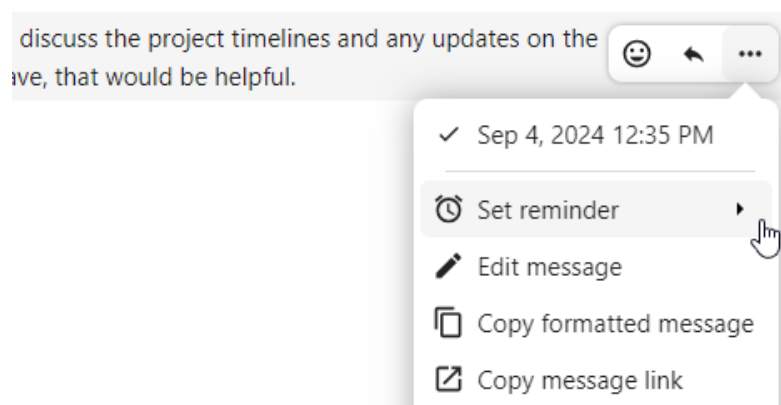 discuss the project timelines and any updates on the
that would be helpful.
Sep 4, 2024 12:35 PM
Set reminder
Edit message
Copy formatted message
Copy message link